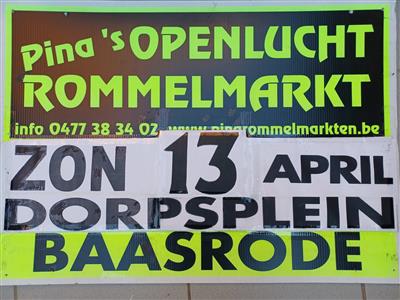 Pina's OPENLUCHT
ROMMELMARKT
info 0477 38 34 02 www.pinarommelmarkten.be
ZON 13 APRIL
DORPSPLEIN
BAASRODE